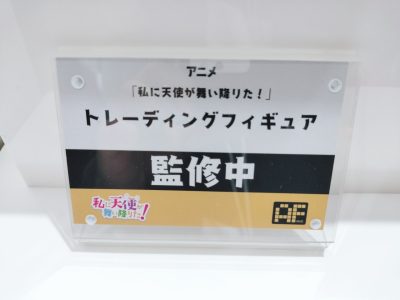 アニメ
「私に天使が舞い降りた！」
トレーディングフィギュア
監修中
私に天使が
舞い降りた!